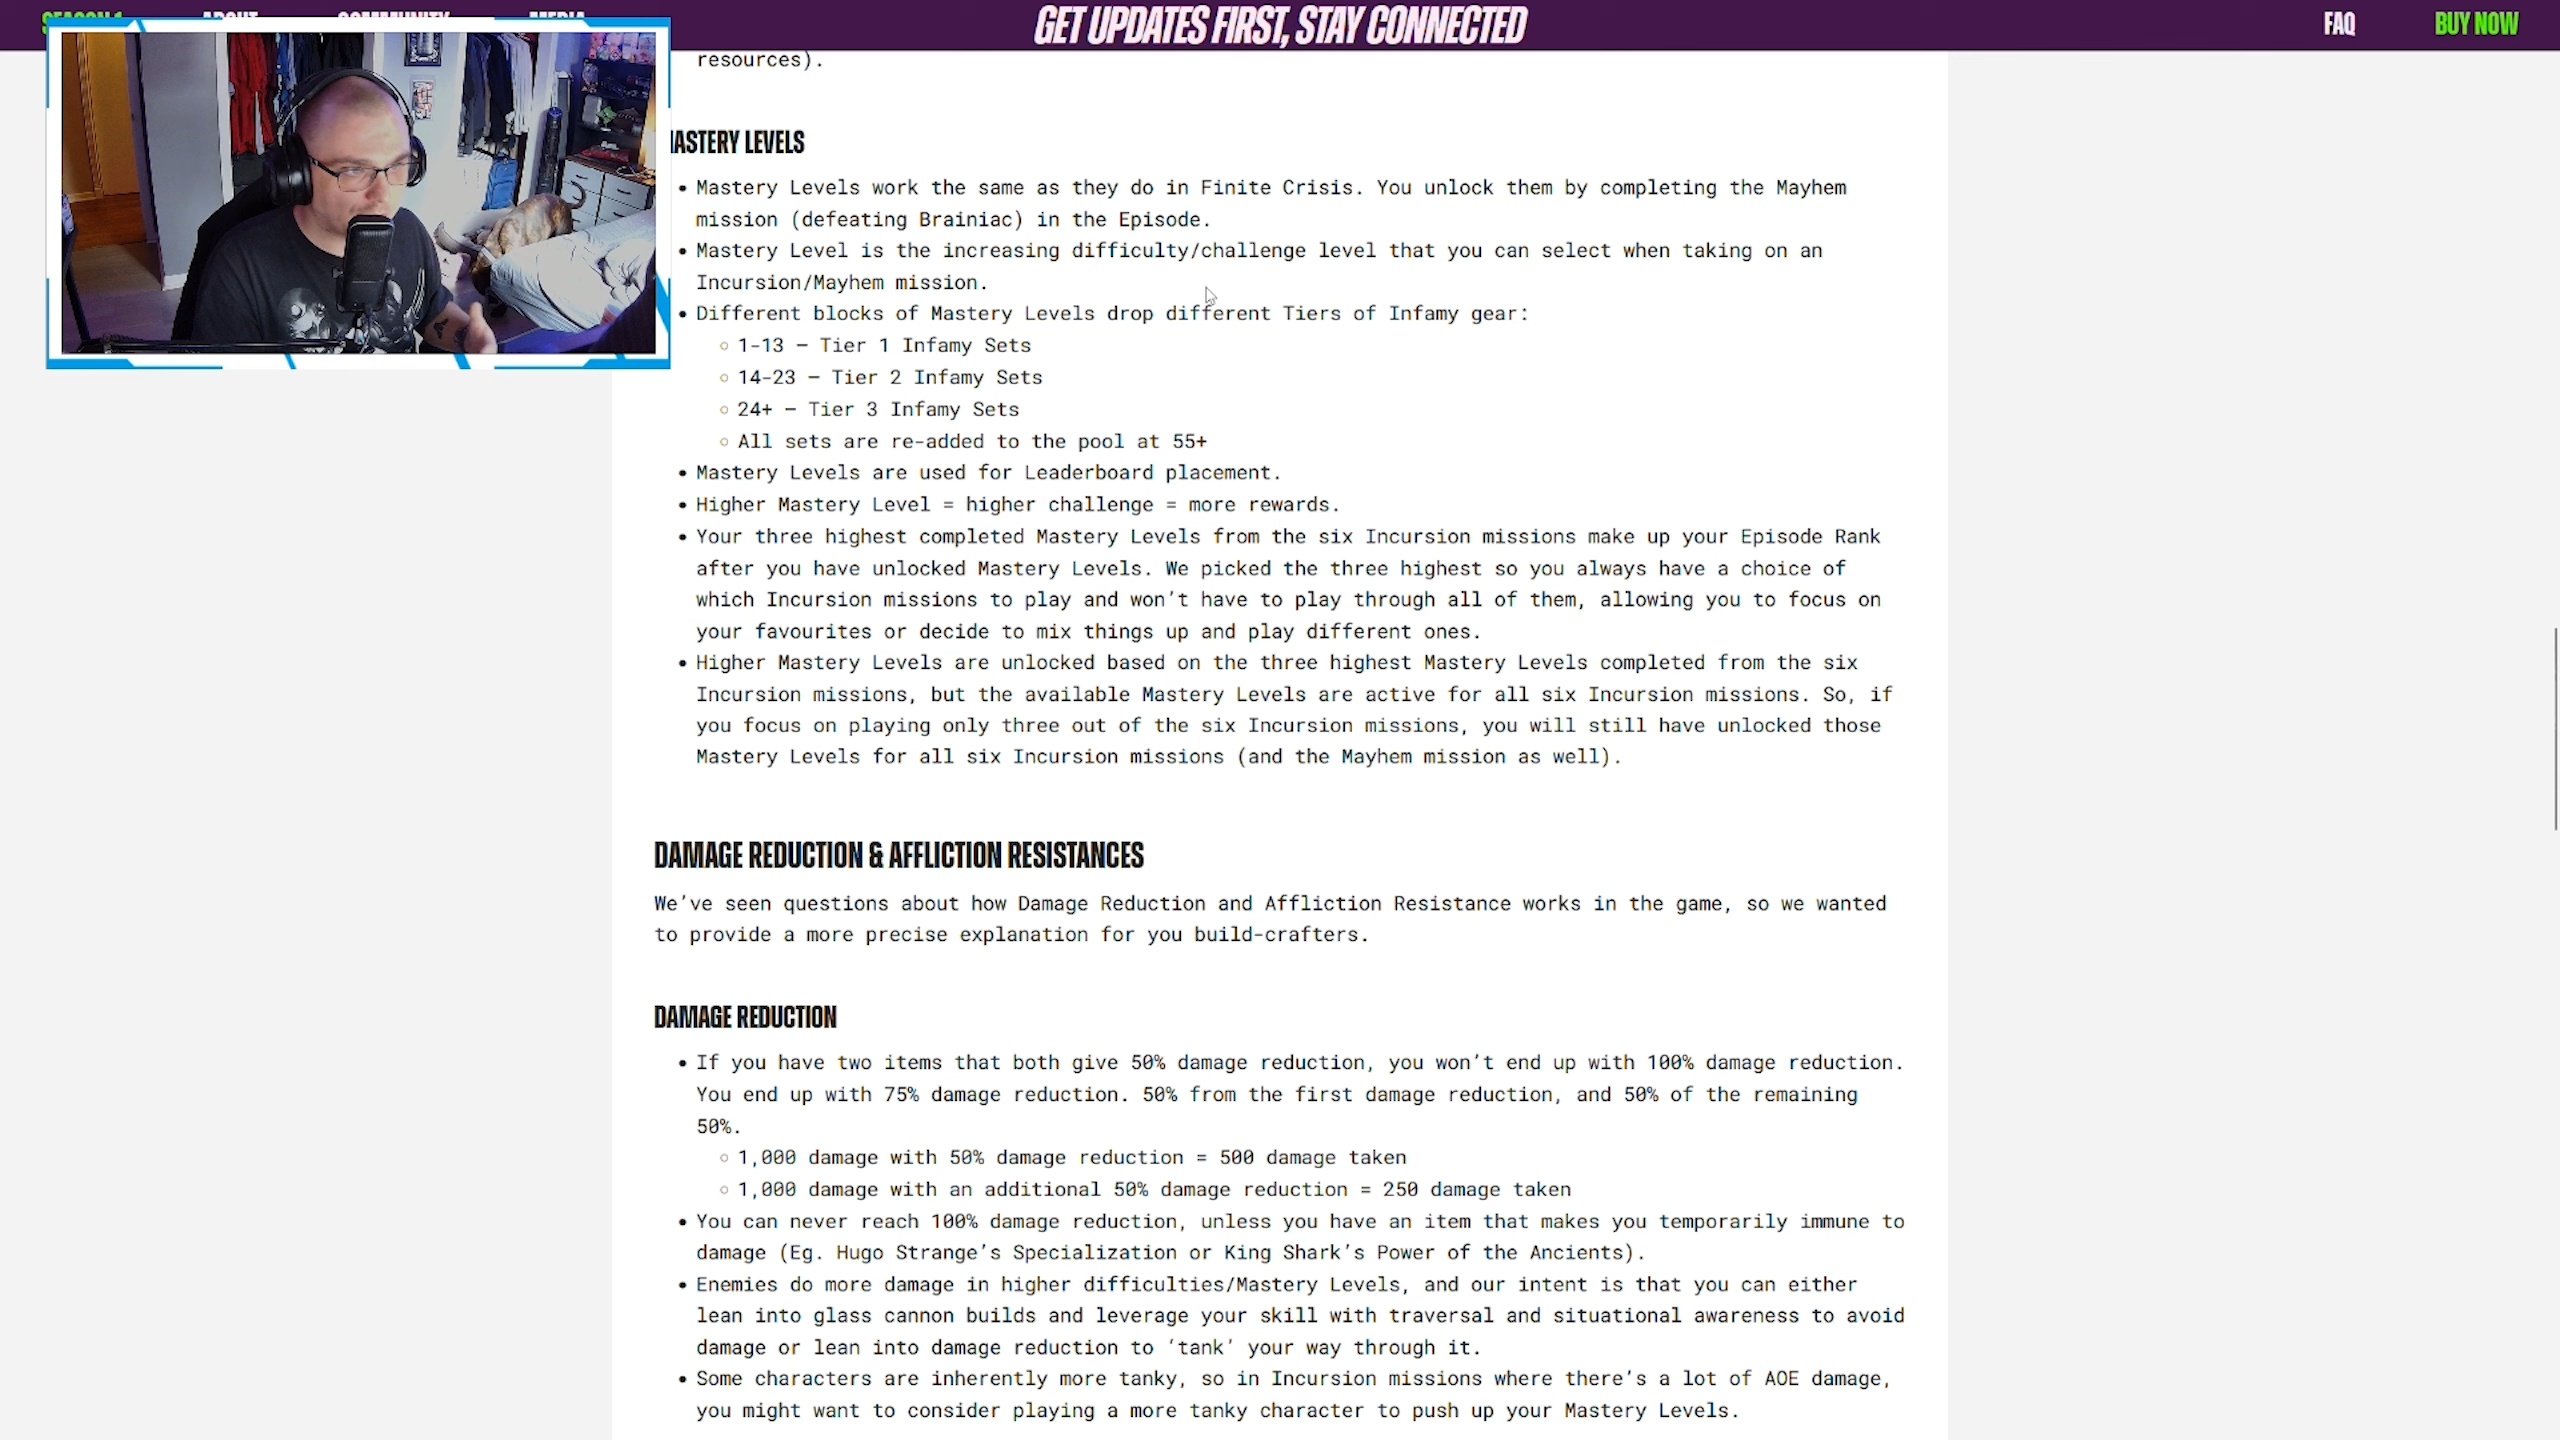 GET UPDATES FIRST, STAY CONNECTED
FAQ
BUY NOW
resources).
ASTERY LEVELS
• Mastery Levels work the same as they do in Finite Crisis. You unlock them by completing the Mayhem
mission (defeating Brainiac) in the Episode.
• Mastery Level is the increasing difficulty/challenge level that you can select when taking on an
Incursion/Mayhem mission.
• Different blocks of Mastery Levels drop different Tiers of Infamy gear:
○ 1-13 – Tier 1 Infamy Sets
○ 14-23 – Tier 2 Infamy Sets
○ 24+ – Tier 3 Infamy Sets
○ All sets are re-added to the pool at 55+
• Mastery Levels are used for Leaderboard placement.
• Higher Mastery Level = higher challenge = more rewards.
• Your three highest completed Mastery Levels from the six Incursion missions make up your Episode Rank
after you have unlocked Mastery Levels. We picked the three highest so you always have a choice of
which Incursion missions to play and won't have to play through all of them, allowing you to focus on
your favourites or decide to mix things up and play different ones.
• Higher Mastery Levels are unlocked based on the three highest Mastery Levels completed from the six
Incursion missions, but the available Mastery Levels are active for all six Incursion missions. So, if
you focus on playing only three out of the six Incursion missions, you will still have unlocked those
Mastery Levels for all six Incursion missions (and the Mayhem mission as well).
DAMAGE REDUCTION & AFFLICTION RESISTANCES
We've seen questions about how Damage Reduction and Affliction Resistance works in the game, so we wanted
to provide a more precise explanation for you build-crafters.
DAMAGE REDUCTION
• If you have two items that both give 50% damage reduction, you won't end up with 100% damage reduction.
You end up with 75% damage reduction. 50% from the first damage reduction, and 50% of the remaining
50%.
○ 1,000 damage with 50% damage reduction = 500 damage taken
○ 1,000 damage with an additional 50% damage reduction = 250 damage taken
• You can never reach 100% damage reduction, unless you have an item that makes you temporarily immune to
damage (Eg. Hugo Strange's Specialization or King Shark's Power of the Ancients).
• Enemies do more damage in higher difficulties/Mastery Levels, and our intent is that you can either
lean into glass cannon builds and leverage your skill with traversal and situational awareness to avoid
damage or lean into damage reduction to 'tank' your way through it.
• Some characters are inherently more tanky, so in Incursion missions where there's a lot of AOE damage,
you might want to consider playing a more tanky character to push up your Mastery Levels.